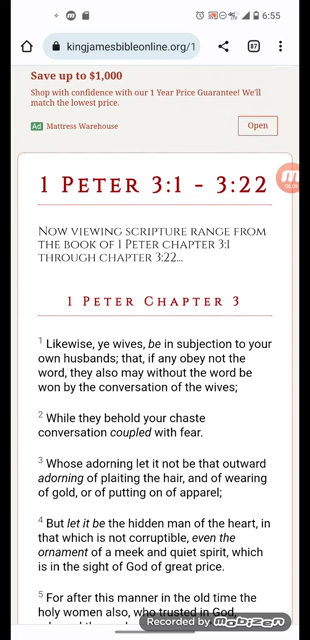 6:55
kingjamesbibleonline.org/1
87
Save up to $1,000
Shop with confidence with our 1 Year Price Guarantee! We'll
match the lowest price.
Ad Mattress Warehouse
Open
1 Peter 3:1 - 3:22
Now viewing scripture range from
the book of 1 Peter chapter 3:1
through chapter 3:22...
1 Peter Chapter 3
1 Likewise, ye wives, be in subjection to your
own husbands; that, if any obey not the
word, they also may without the word be
won by the conversation of the wives;
2 While they behold your chaste
conversation coupled with fear.
3 Whose adorning let it not be that outward
adorning of plaiting the hair, and of wearing
of gold, or of putting on of apparel;
4 But let it be the hidden man of the heart, in
that which is not corruptible, even the
ornament of a meek and quiet spirit, which
is in the sight of God of great price.
5 For after this manner in the old time the
holy women also, who trusted in God,
Recorded by mobizen